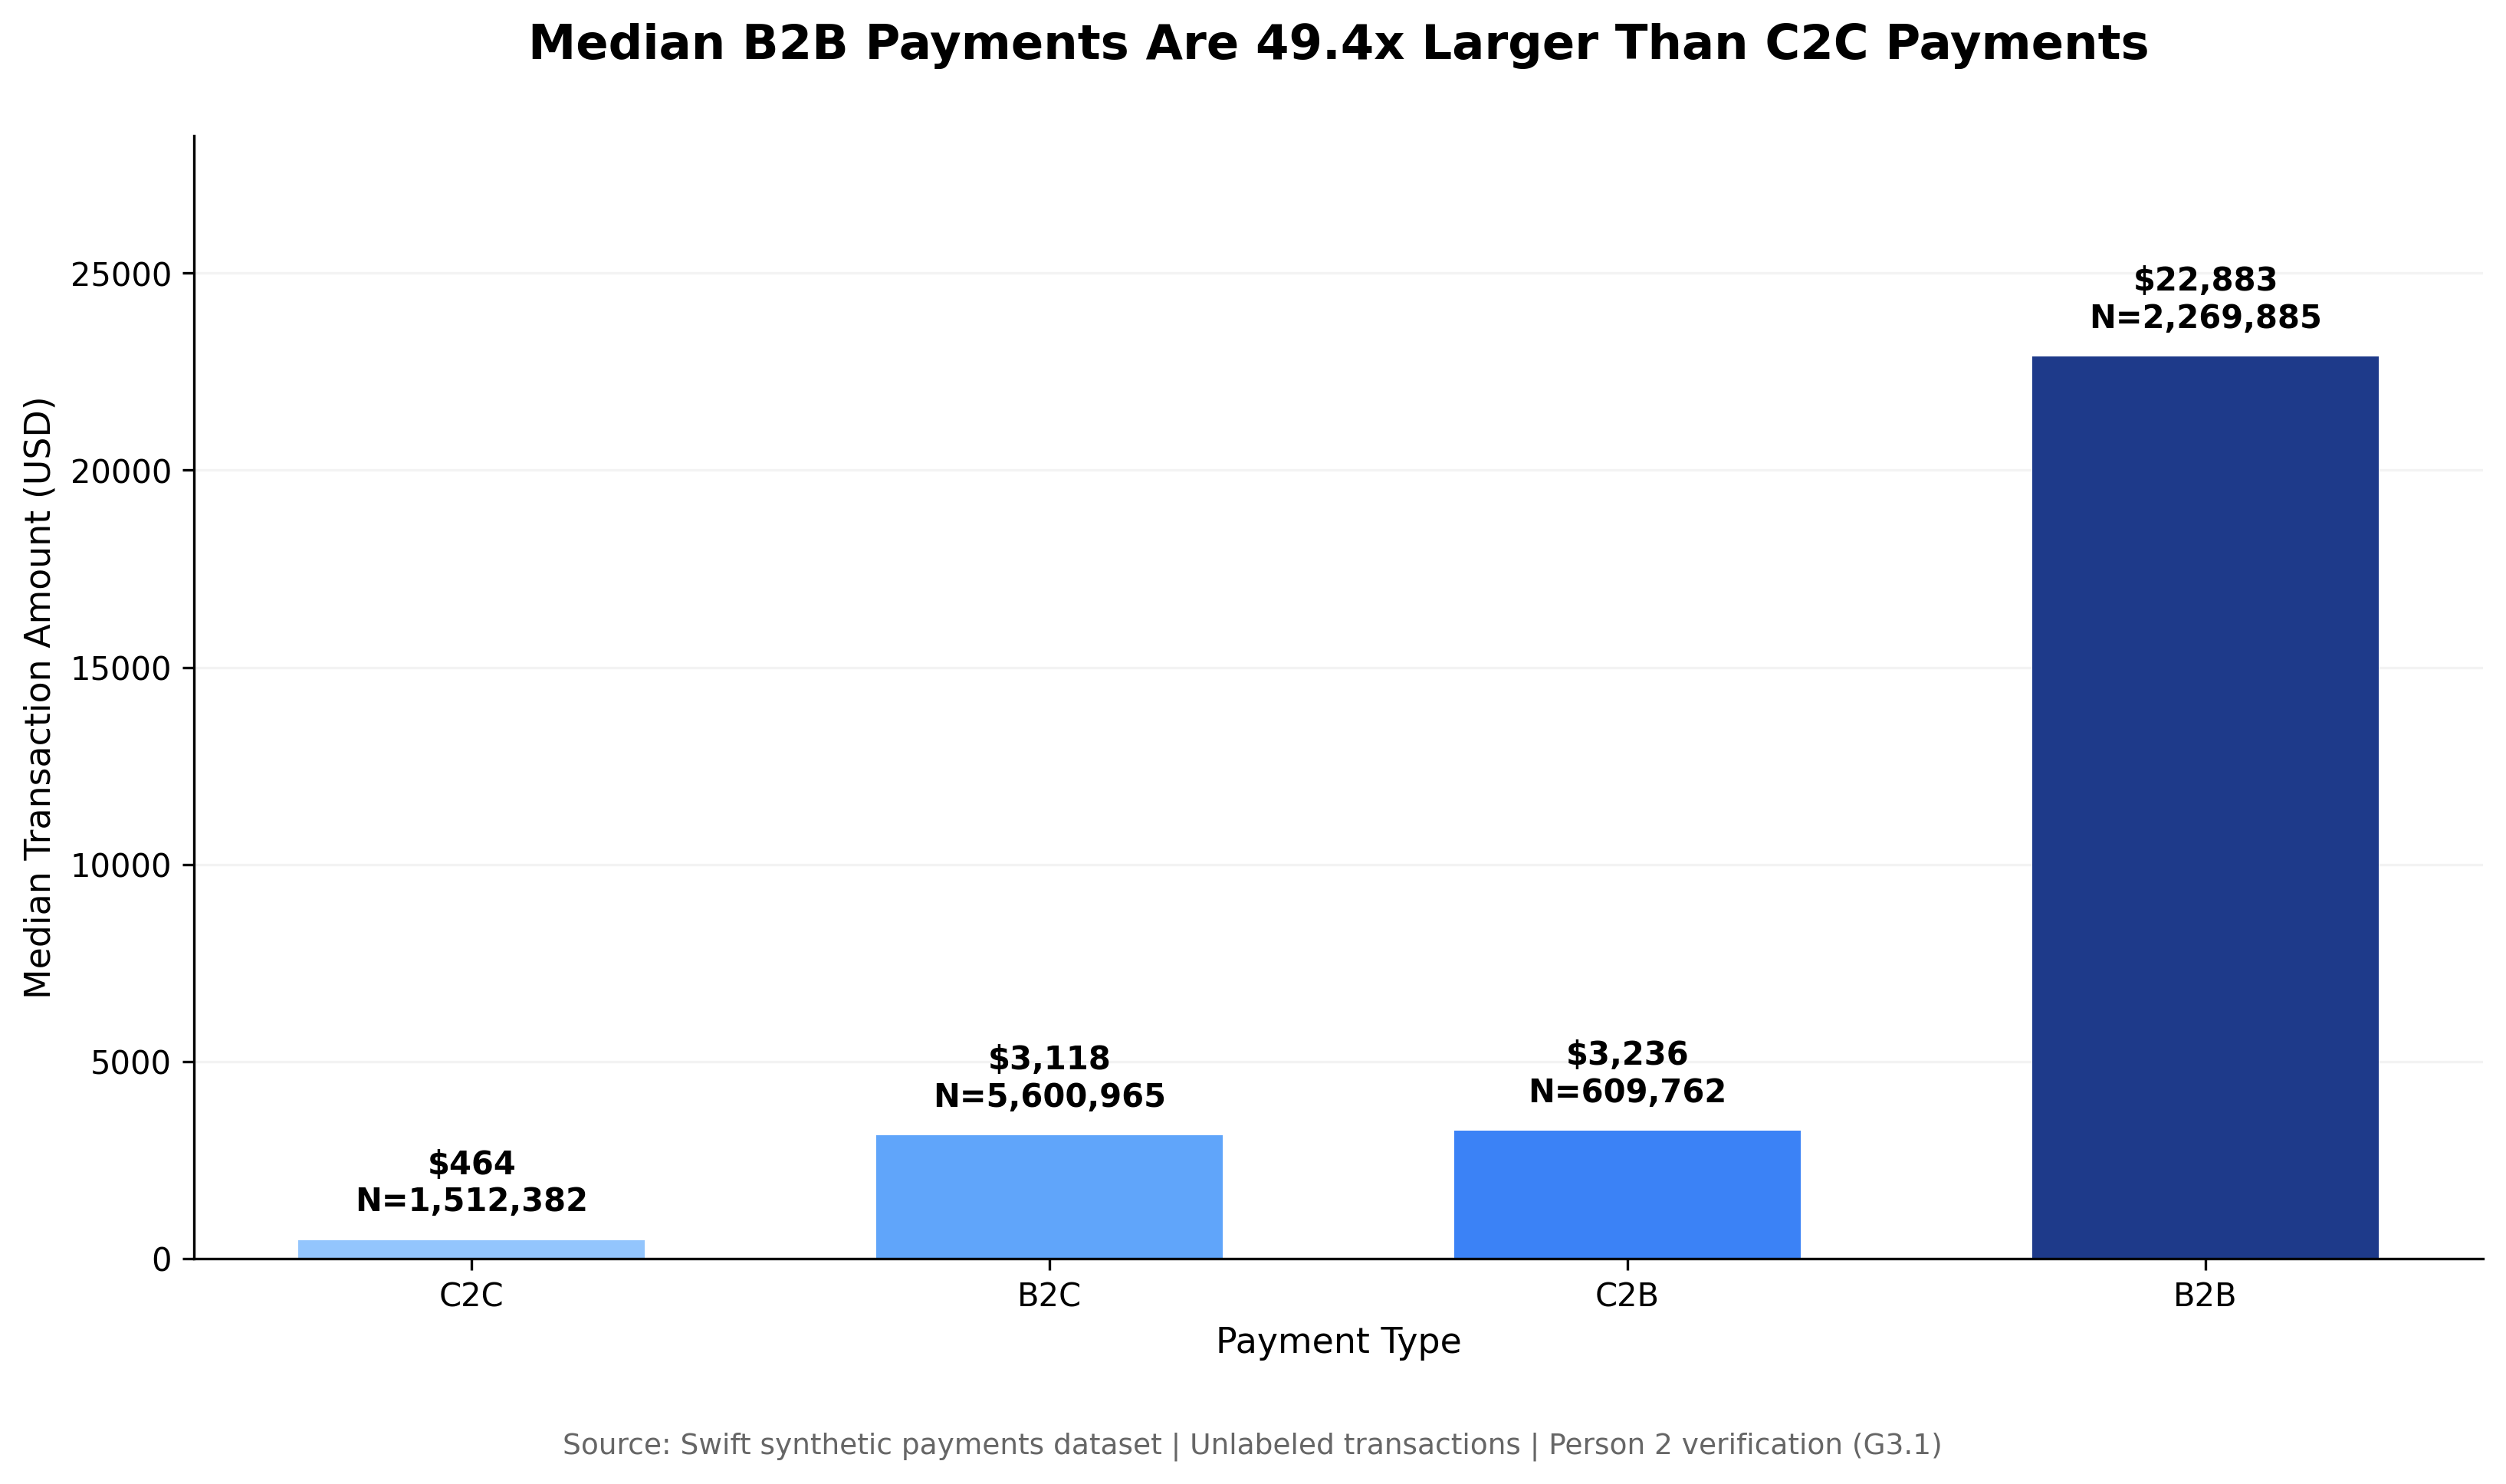 Median B2B Payments Are 49.4x Larger Than C2C Payments
Median Transaction Amount (USD)
25000
20000
15000
10000
5000
0
$464
N=1,512,382
$3,118
N=5,600,965
$3,236
N=609,762
$22,883
N=2,269,885
C2C
B2C
C2B
B2B
Payment Type
Source: Swift synthetic payments dataset | Unlabeled transactions | Person 2 verification (G3.1)